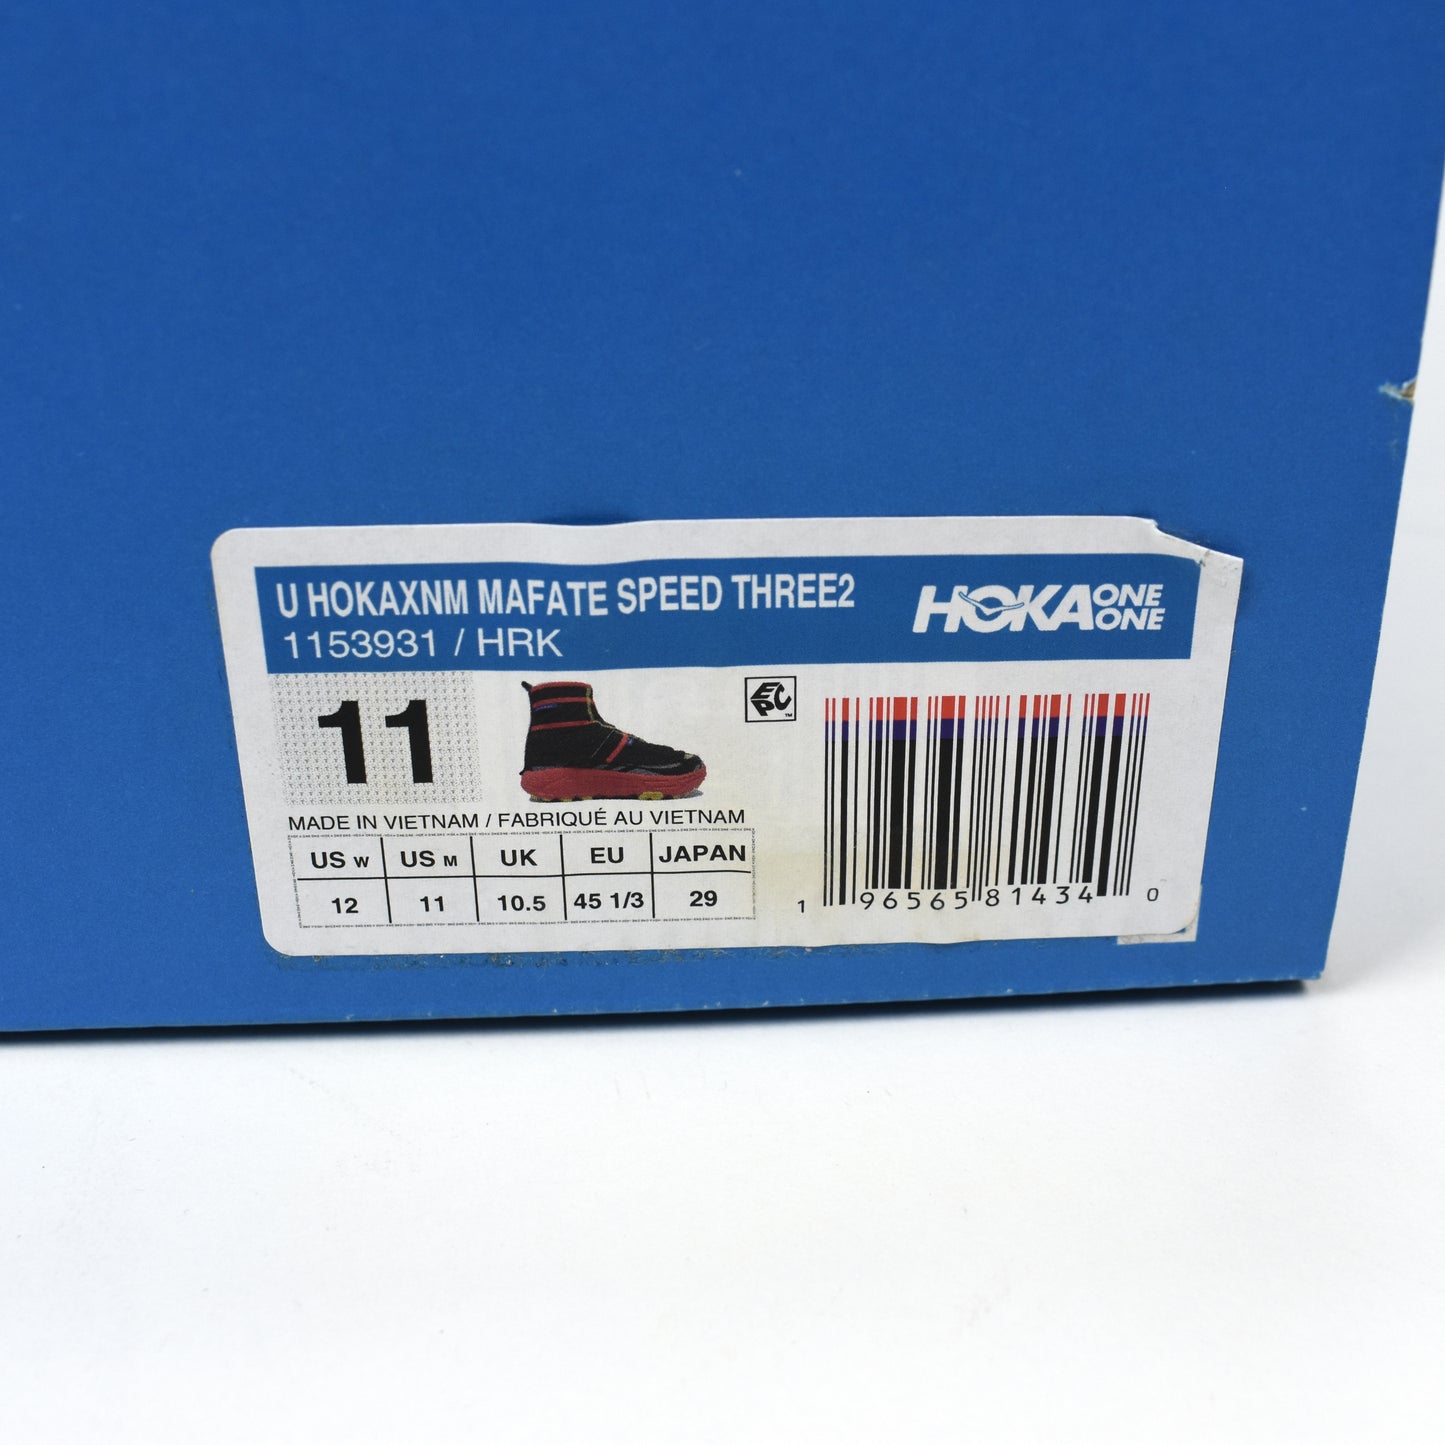 U HOKAXNM MAFATE SPEED THREE2
1153931 / HRK
HOKA ONE ONE
11
EPC™
MADE IN VIETNAM / FABRIQUÉ AU VIETNAM
US W US M UK EU JAPAN
12 11 10.5 45 1/3 29
1 96565 81434 0